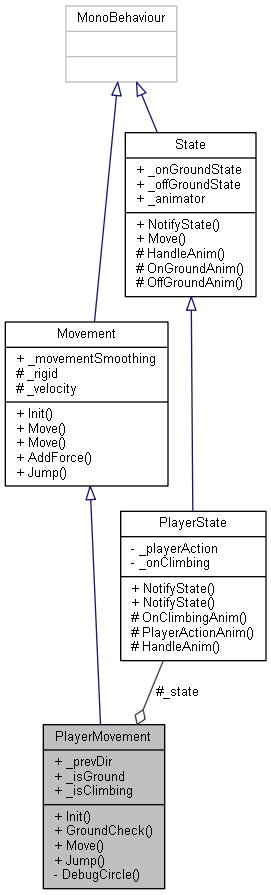 MonoBehaviour
State
+ _onGroundState
+ _offGroundState
+ _animator
+ NotifyState()
+ Move()
# HandleAnim()
# OnGroundAnim()
# OffGroundAnim()
Movement
+ _movementSmoothing
# _rigid
# _velocity
+ Init()
+ Move()
+ Move()
+ AddForce()
+ Jump()
PlayerState
- _playerAction
- _onClimbing
+ NotifyState()
+ NotifyState()
# OnClimbingAnim()
# PlayerActionAnim()
# HandleAnim()
#_state
PlayerMovement
+ _prevDir
+ _isGround
+ _isClimbing
+ Init()
+ GroundCheck()
+ Move()
+ Jump()
- DebugCircle()